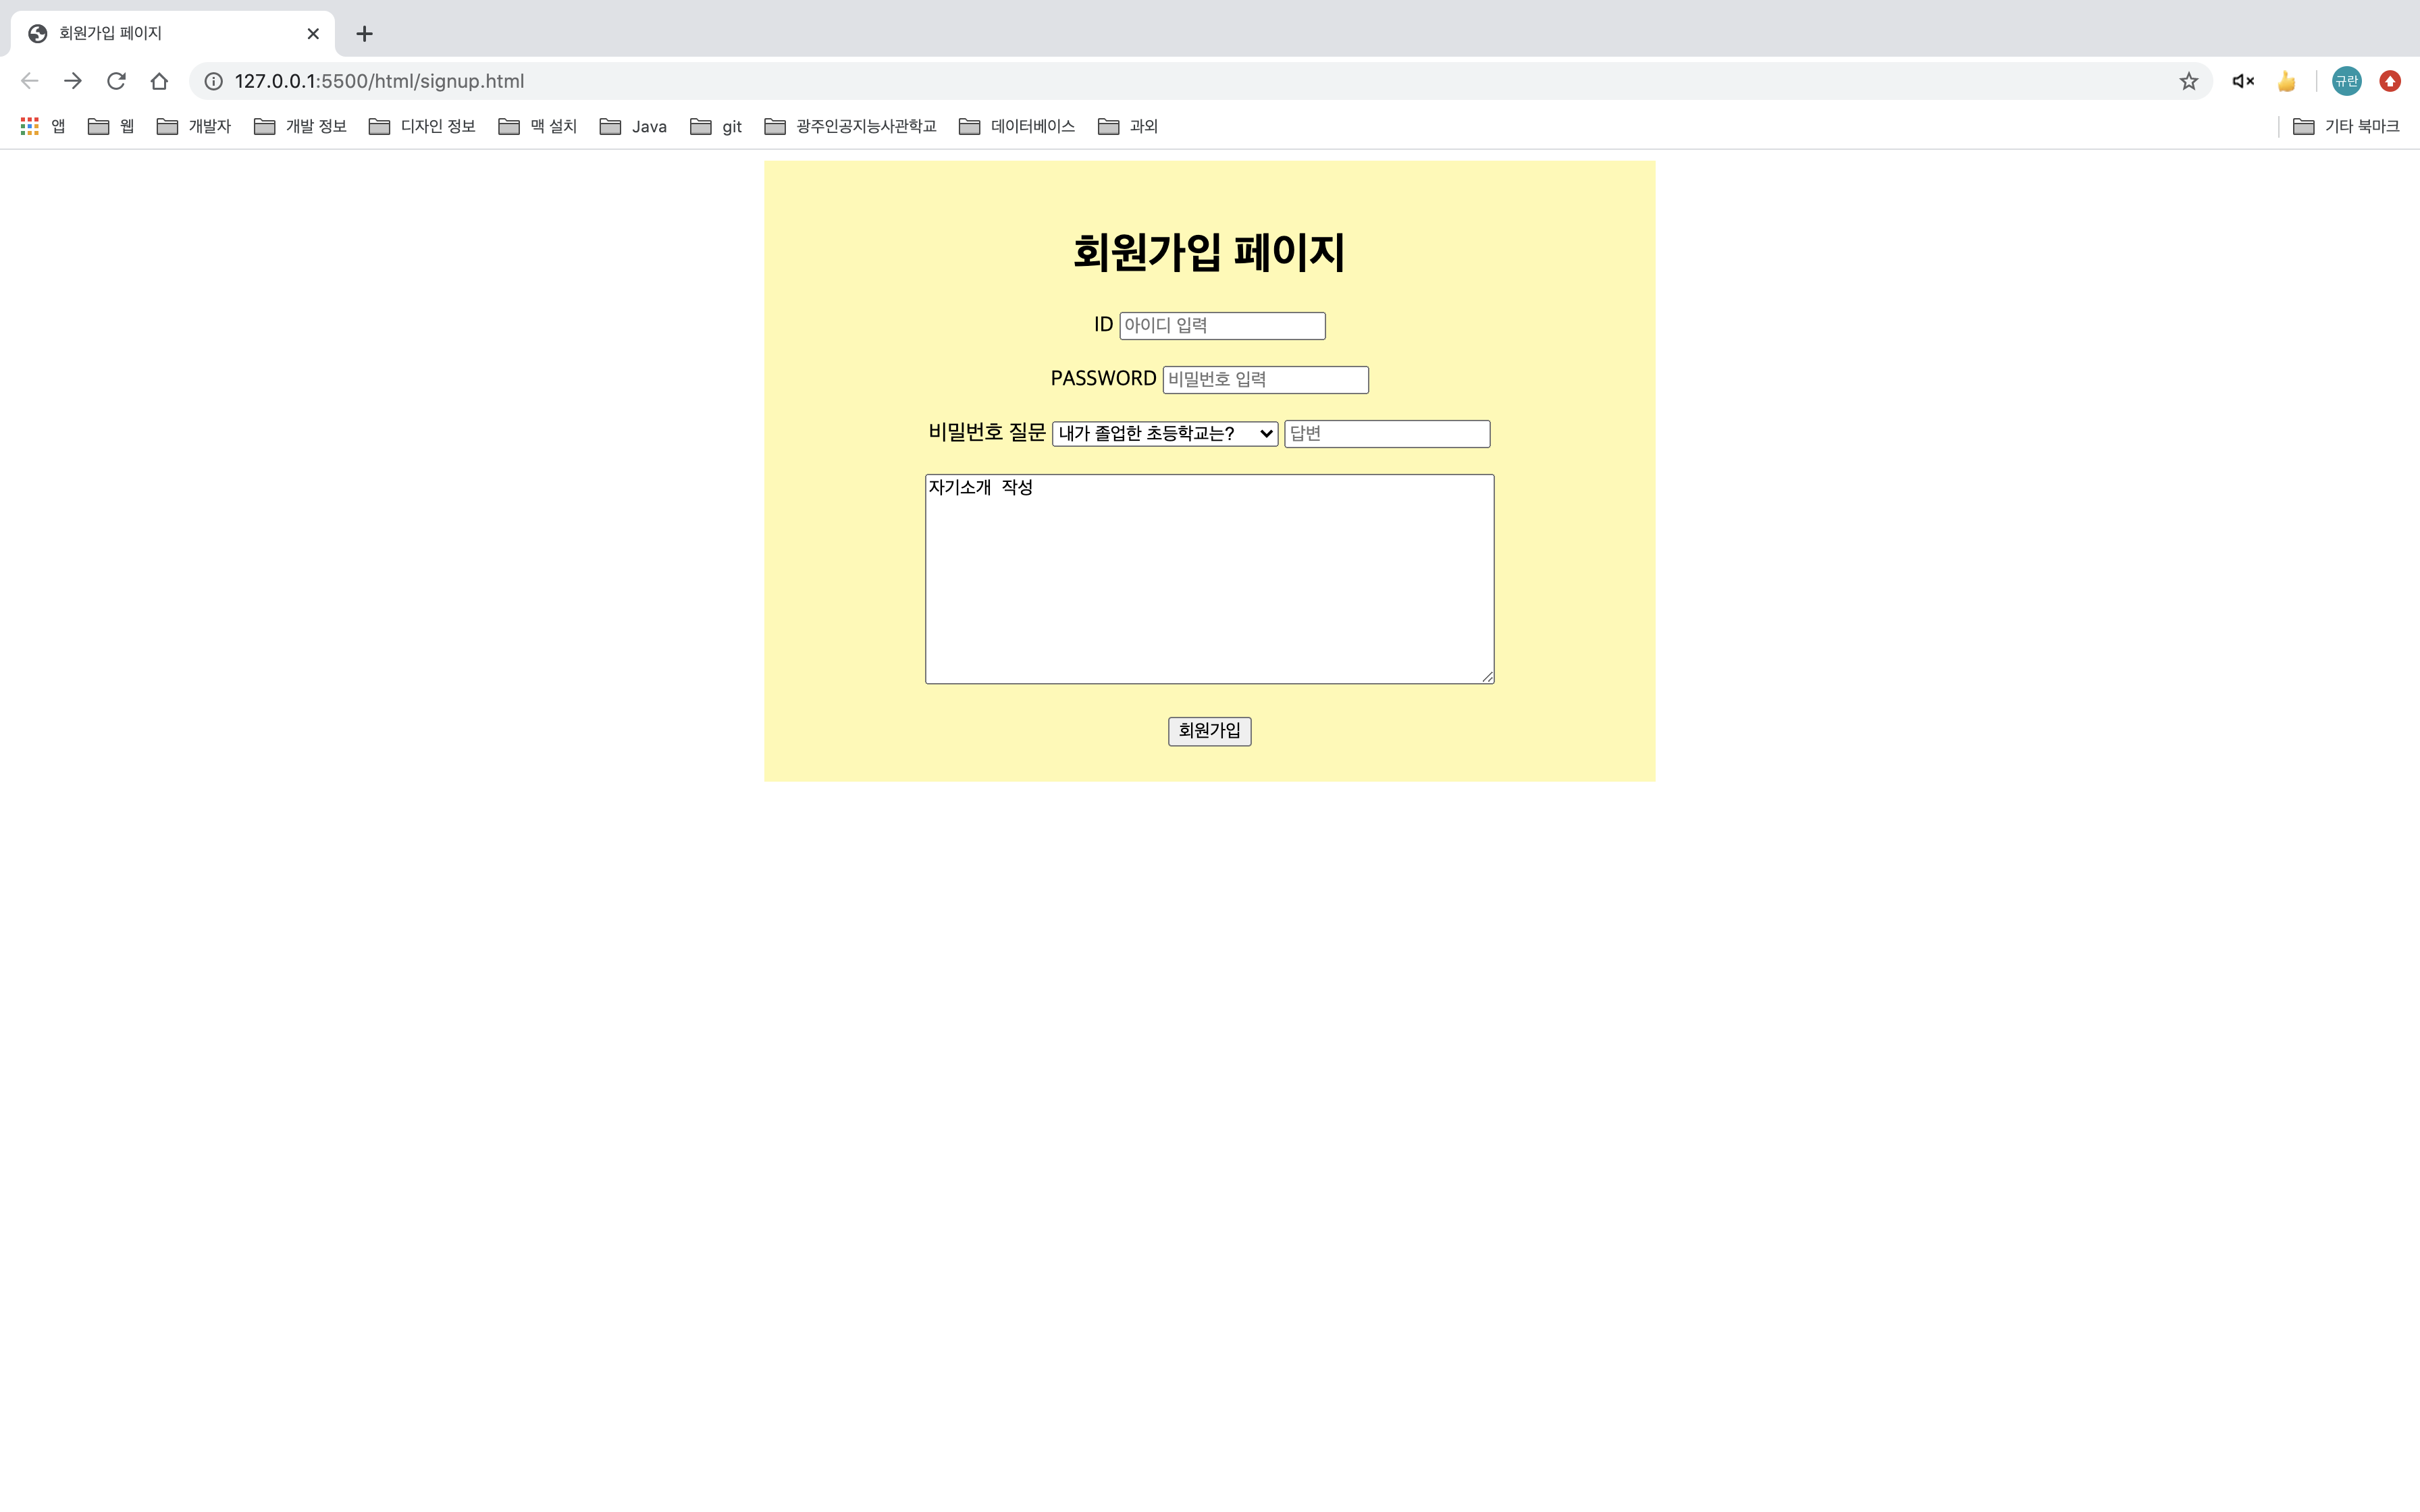 회원가입 페이지
127.0.0.1:5500/html/signup.html
규란
앱 웹 개발자 개발 정보 디자인 정보 맥 설치 Java git 광주인공지능사관학교 데이터베이스 과외 기타 북마크
회원가입 페이지
ID 아이디 입력
PASSWORD 비밀번호 입력
비밀번호 질문 내가 졸업한 초등학교는? 답변
자기소개 작성
회원가입